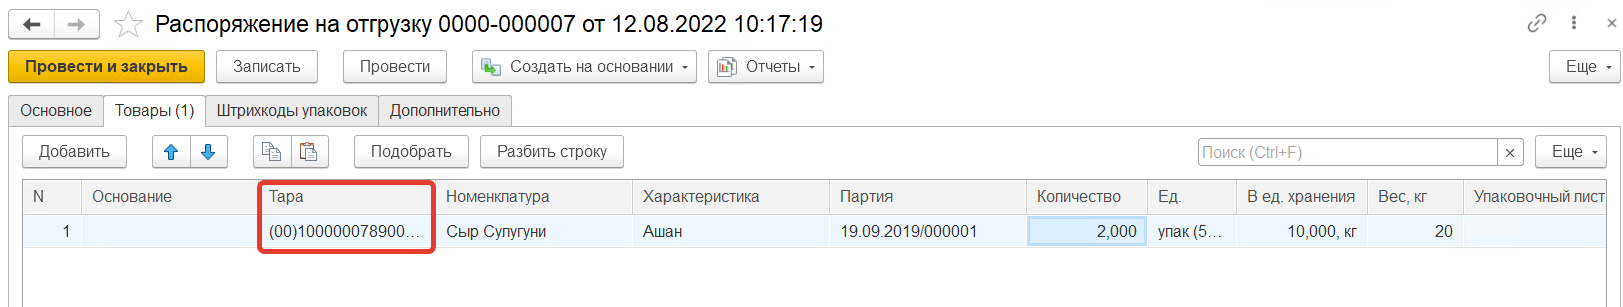 Распоряжение на отгрузку 0000-000007 от 12.08.2022 10:17:19
Провести и закрыть Записать Провести Создать на основании Отчеты Еще
Основное Товары (1) Штрихкоды упаковок Дополнительно
Добавить Подобрать Разбить строку Поиск (Ctrl+F) × Еще
N Основание Тара Номенклатура Характеристика Партия Количество Ед. В ед. хранения Вес, кг Упаковочный лист
1 (00)100000078900... Сыр Сулугуни Ашан 19.09.2019/000001 2,000 упак (5... 10,000, кг 20